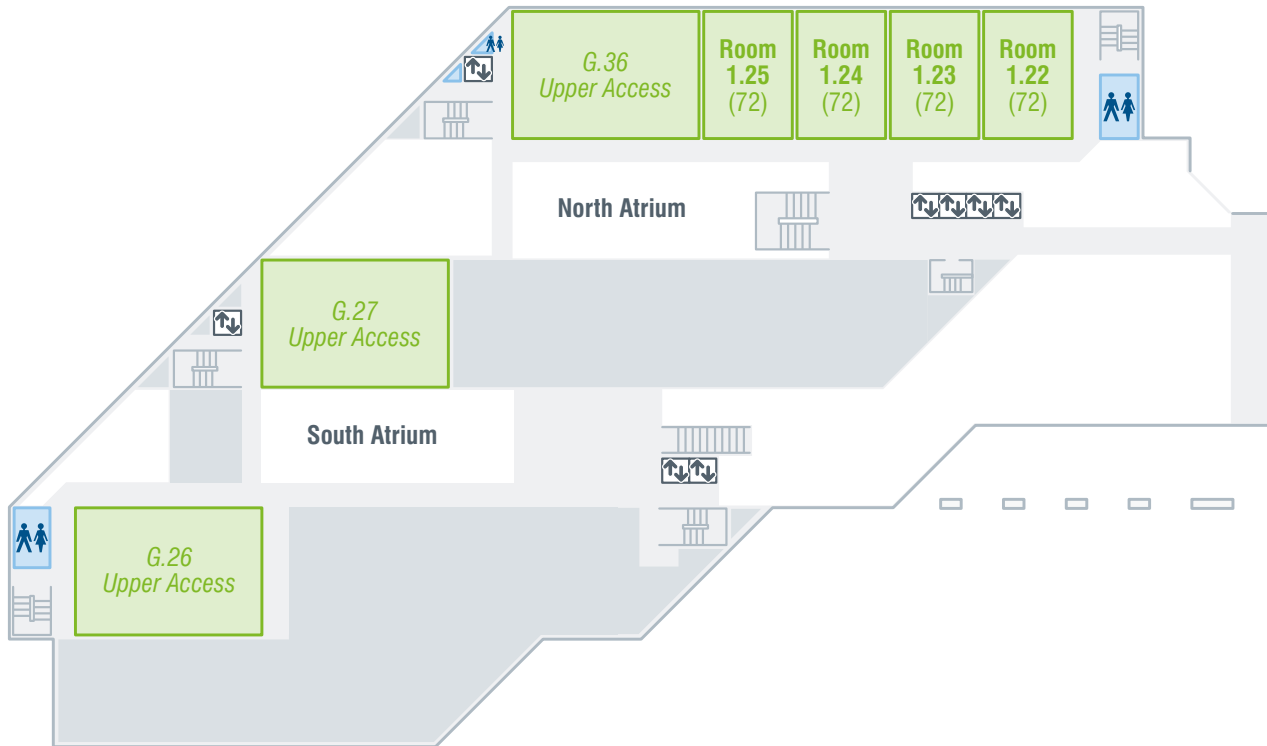 G.36
Upper Access
Room
1.25
(72)
Room
1.24
(72)
Room
1.23
(72)
Room
1.22
(72)
North Atrium
G.27
Upper Access
South Atrium
G.26
Upper Access